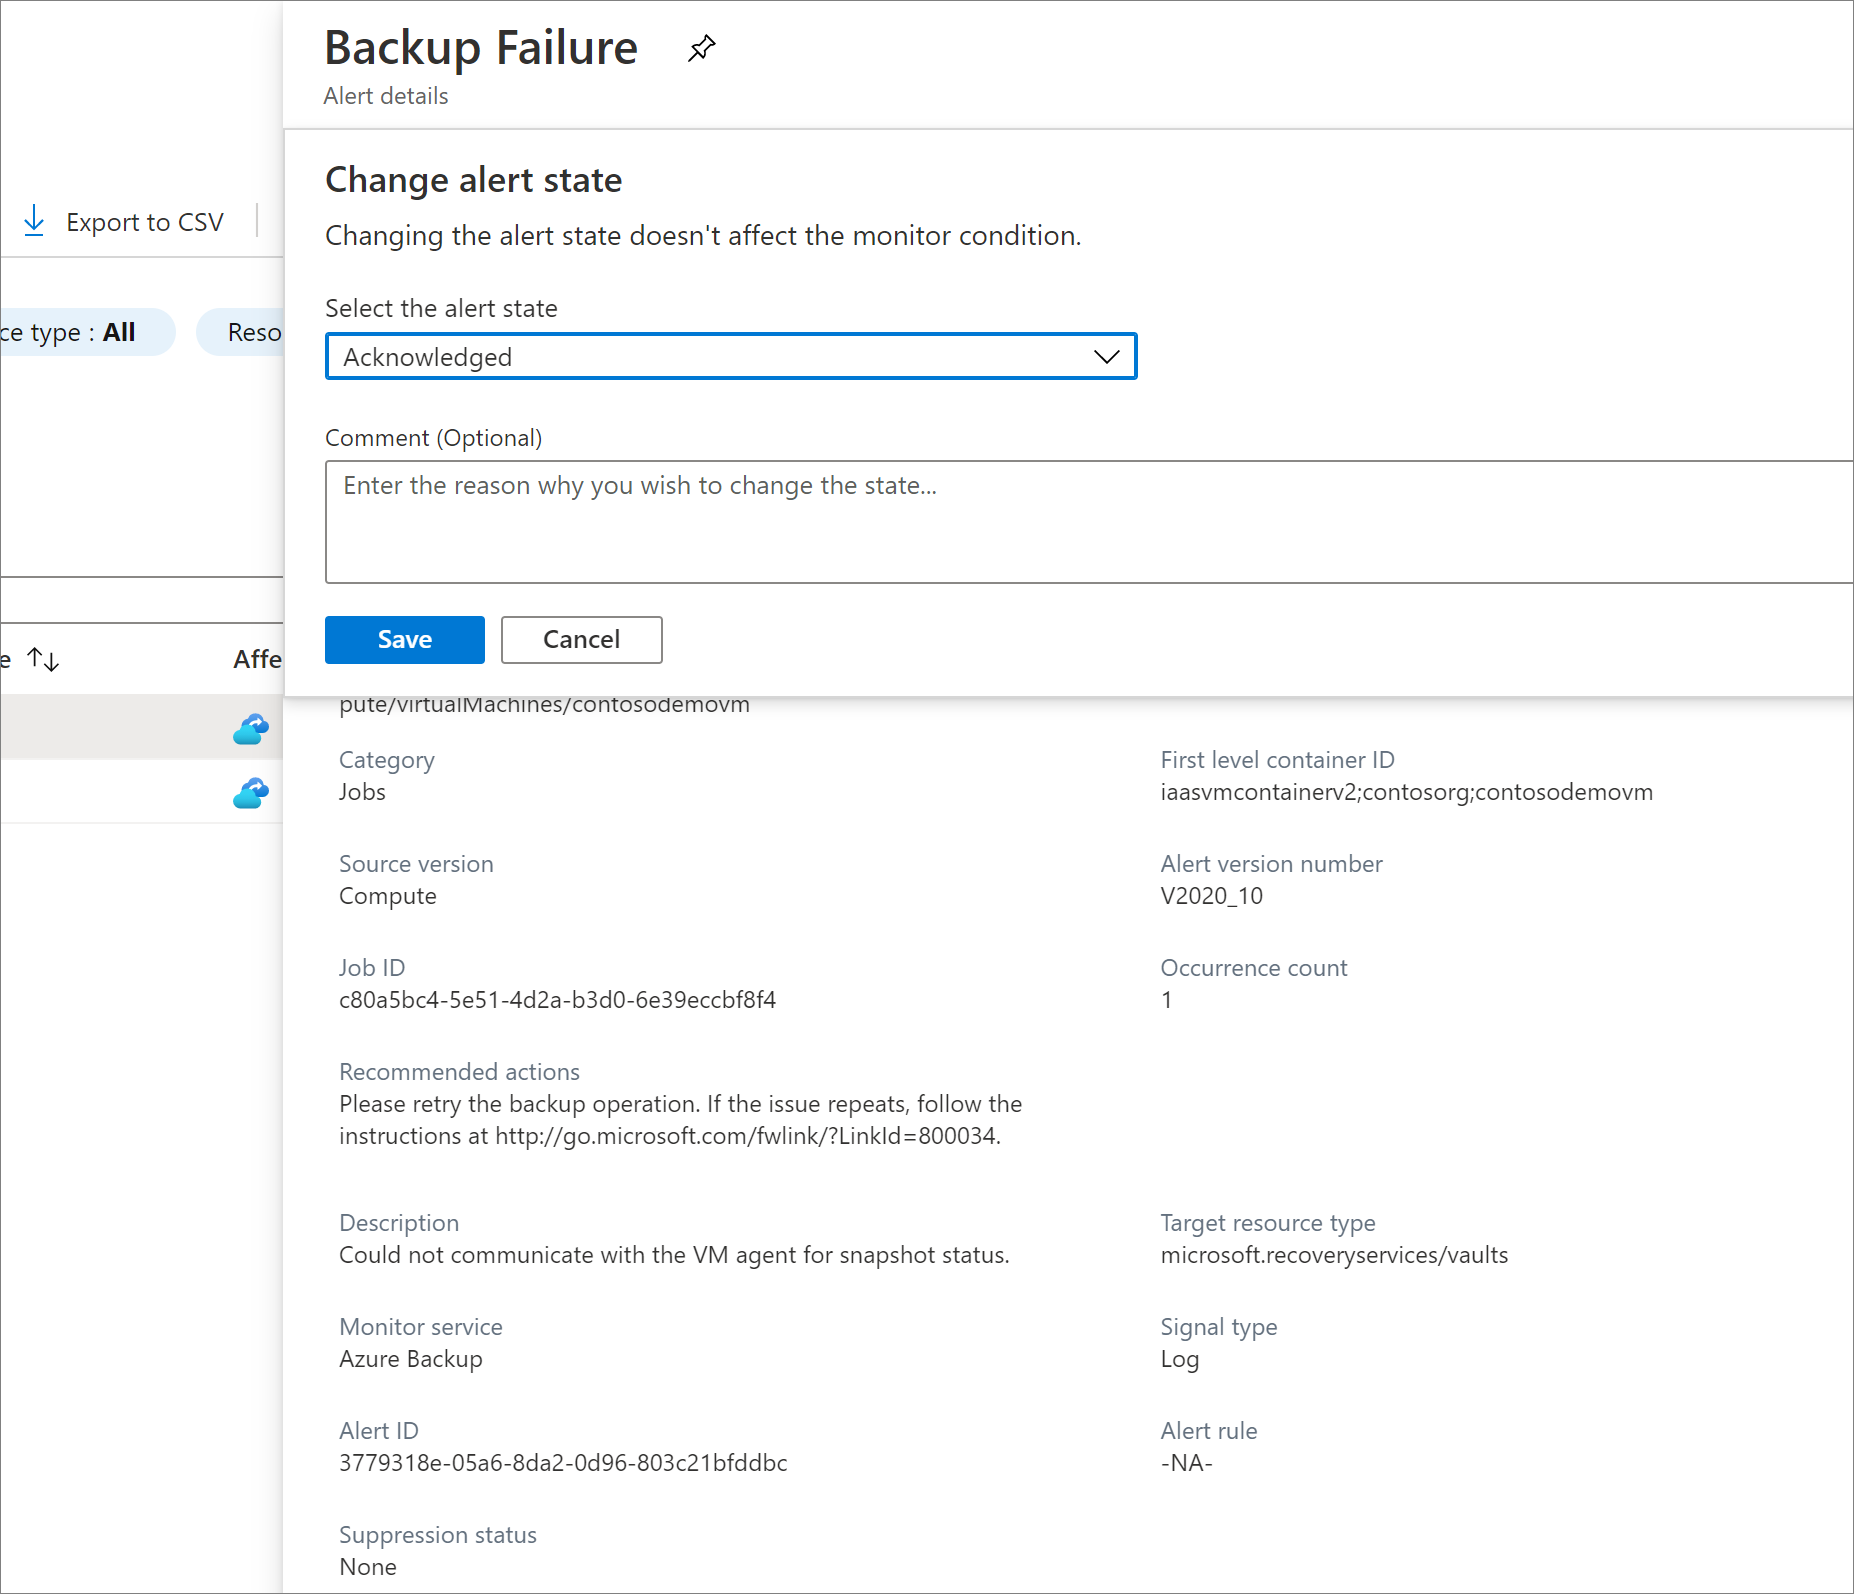 Backup Failure
Alert details
Change alert state
Changing the alert state doesn't affect the monitor condition.
Export to CSV
Select the alert state
ce type : All
Reso
Acknowledged
Comment (Optional)
Enter the reason why you wish to change the state...
Save
Cancel
e
Affe
pute/virtualMachines/contosodemovm
Category
Jobs
First level container ID
iaasvmcontainerv2;contosorg;contosodemovm
Source version
Compute
Alert version number
V2020_10
Job ID
c80a5bc4-5e51-4d2a-b3d0-6e39eccbf8f4
Occurrence count
1
Recommended actions
Please retry the backup operation. If the issue repeats, follow the
instructions at http://go.microsoft.com/fwlink/?LinkId=800034.
Description
Could not communicate with the VM agent for snapshot status.
Target resource type
microsoft.recoveryservices/vaults
Monitor service
Azure Backup
Signal type
Log
Alert ID
3779318e-05a6-8da2-0d96-803c21bfddbc
Alert rule
-NA-
Suppression status
None